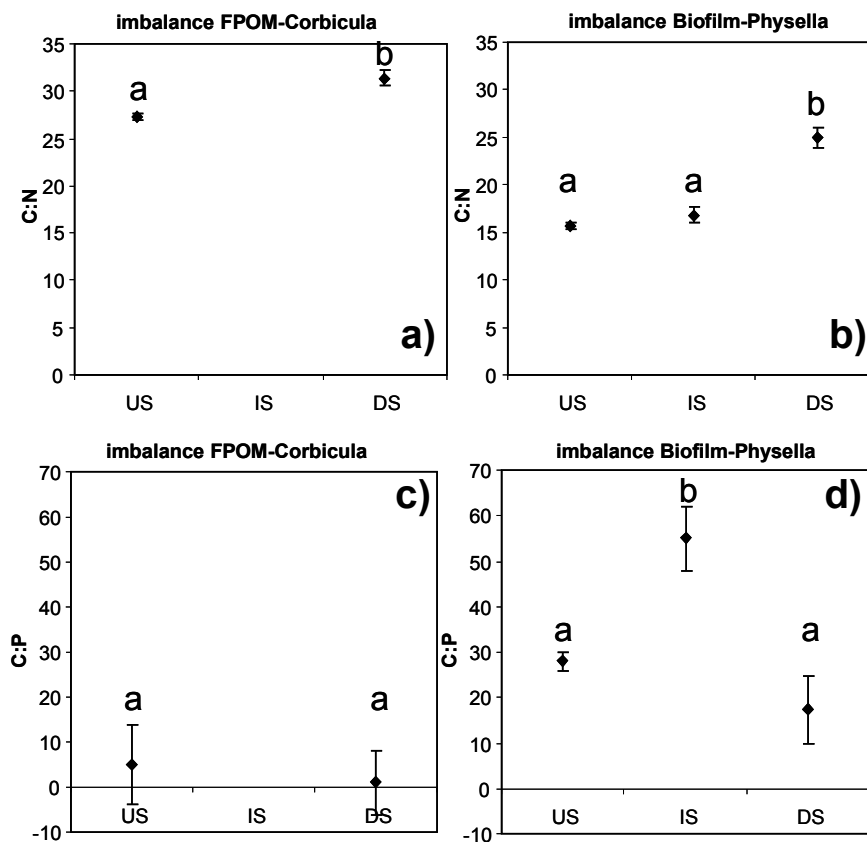 imbalance FPOM-Corbicula
35
30
25
20
15
10
5
0
C:N
a
b
a)
US IS DS
imbalance Biofilm-Physella
35
30
25
20
15
10
5
0
C:N
a
a
b
b)
US IS DS
imbalance FPOM-Corbicula
70
60
50
40
30
20
10
0
-10
C:P
c)
a
a
US IS DS
imbalance Biofilm-Physella
70
60
50
40
30
20
10
0
-10
C:P
a
b
a
d)
US IS DS